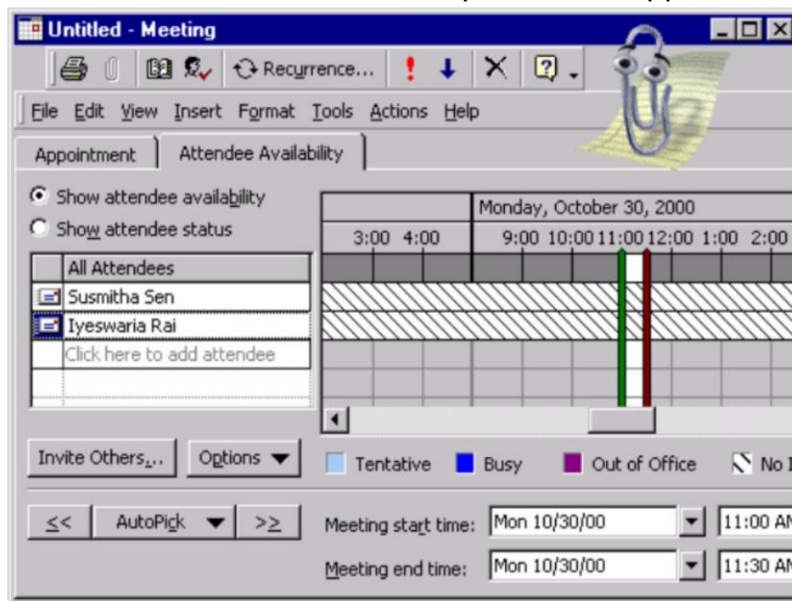 Untitled - Meeting
Recurrence...
File Edit View Insert Format Tools Actions Help
Appointment Attendee Availability
Show attendee availability
Show attendee status
Monday, October 30, 2000
3:00 4:00 9:00 10:00 11:00 12:00 1:00 2:00
All Attendees
Susmitha Sen
Iyeswaria Rai
Click here to add attendee
Invite Others... Options
Tentative Busy Out of Office No
<< AutoPick >>
Meeting start time: Mon 10/30/00 11:00 AM
Meeting end time: Mon 10/30/00 11:30 AM